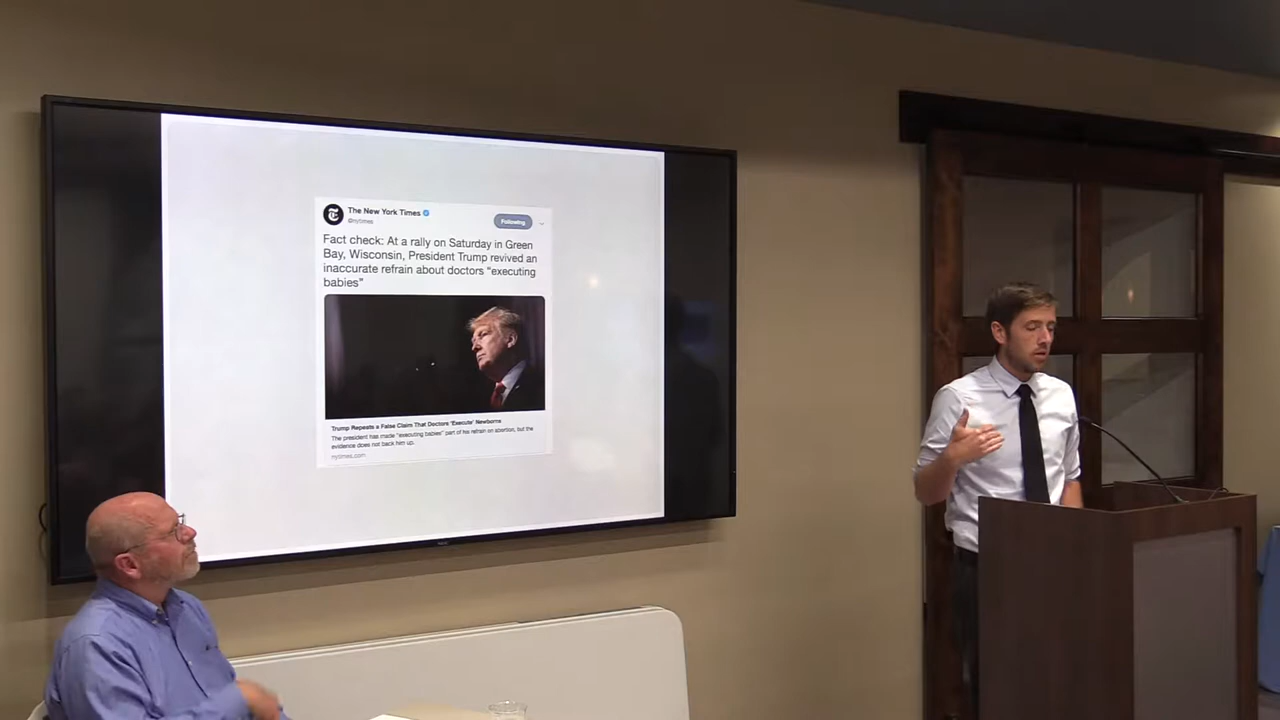 The New York Times
@nytimes
Following
Fact check: At a rally on Saturday in Green
Bay, Wisconsin, President Trump revived an
inaccurate refrain about doctors "executing
babies"
Trump Repeats a False Claim That Doctors 'Execute' Newborns
The president has made "executing babies" part of his refrain on abortion, but the
evidence does not back him up.
nytimes.com